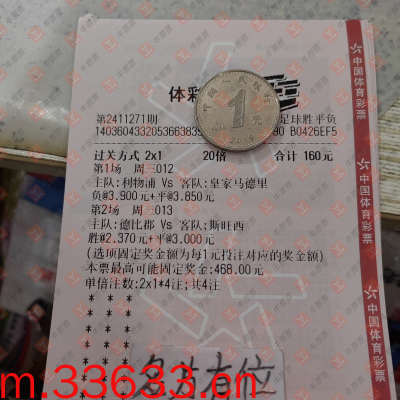 体彩
足球胜平负
第2411271期
90 B0426EF5
过关方式 2x1 20倍 合计 160元
第1场 周三012
主队:利物浦 Vs 客队:皇家马德里
负@3.900元+平@3.850元
第2场 周三013
主队:德比郡 Vs 客队:斯旺西
胜@2.370元+平@3.000元
(选项固定奖金额为每1元投注对应的奖金额)
本票最高可能固定奖金:468.00元
单倍注数:2x1*4注;共4注
中国体育彩票
中国体育彩票
中国体育彩票
1元
m.33633.cn